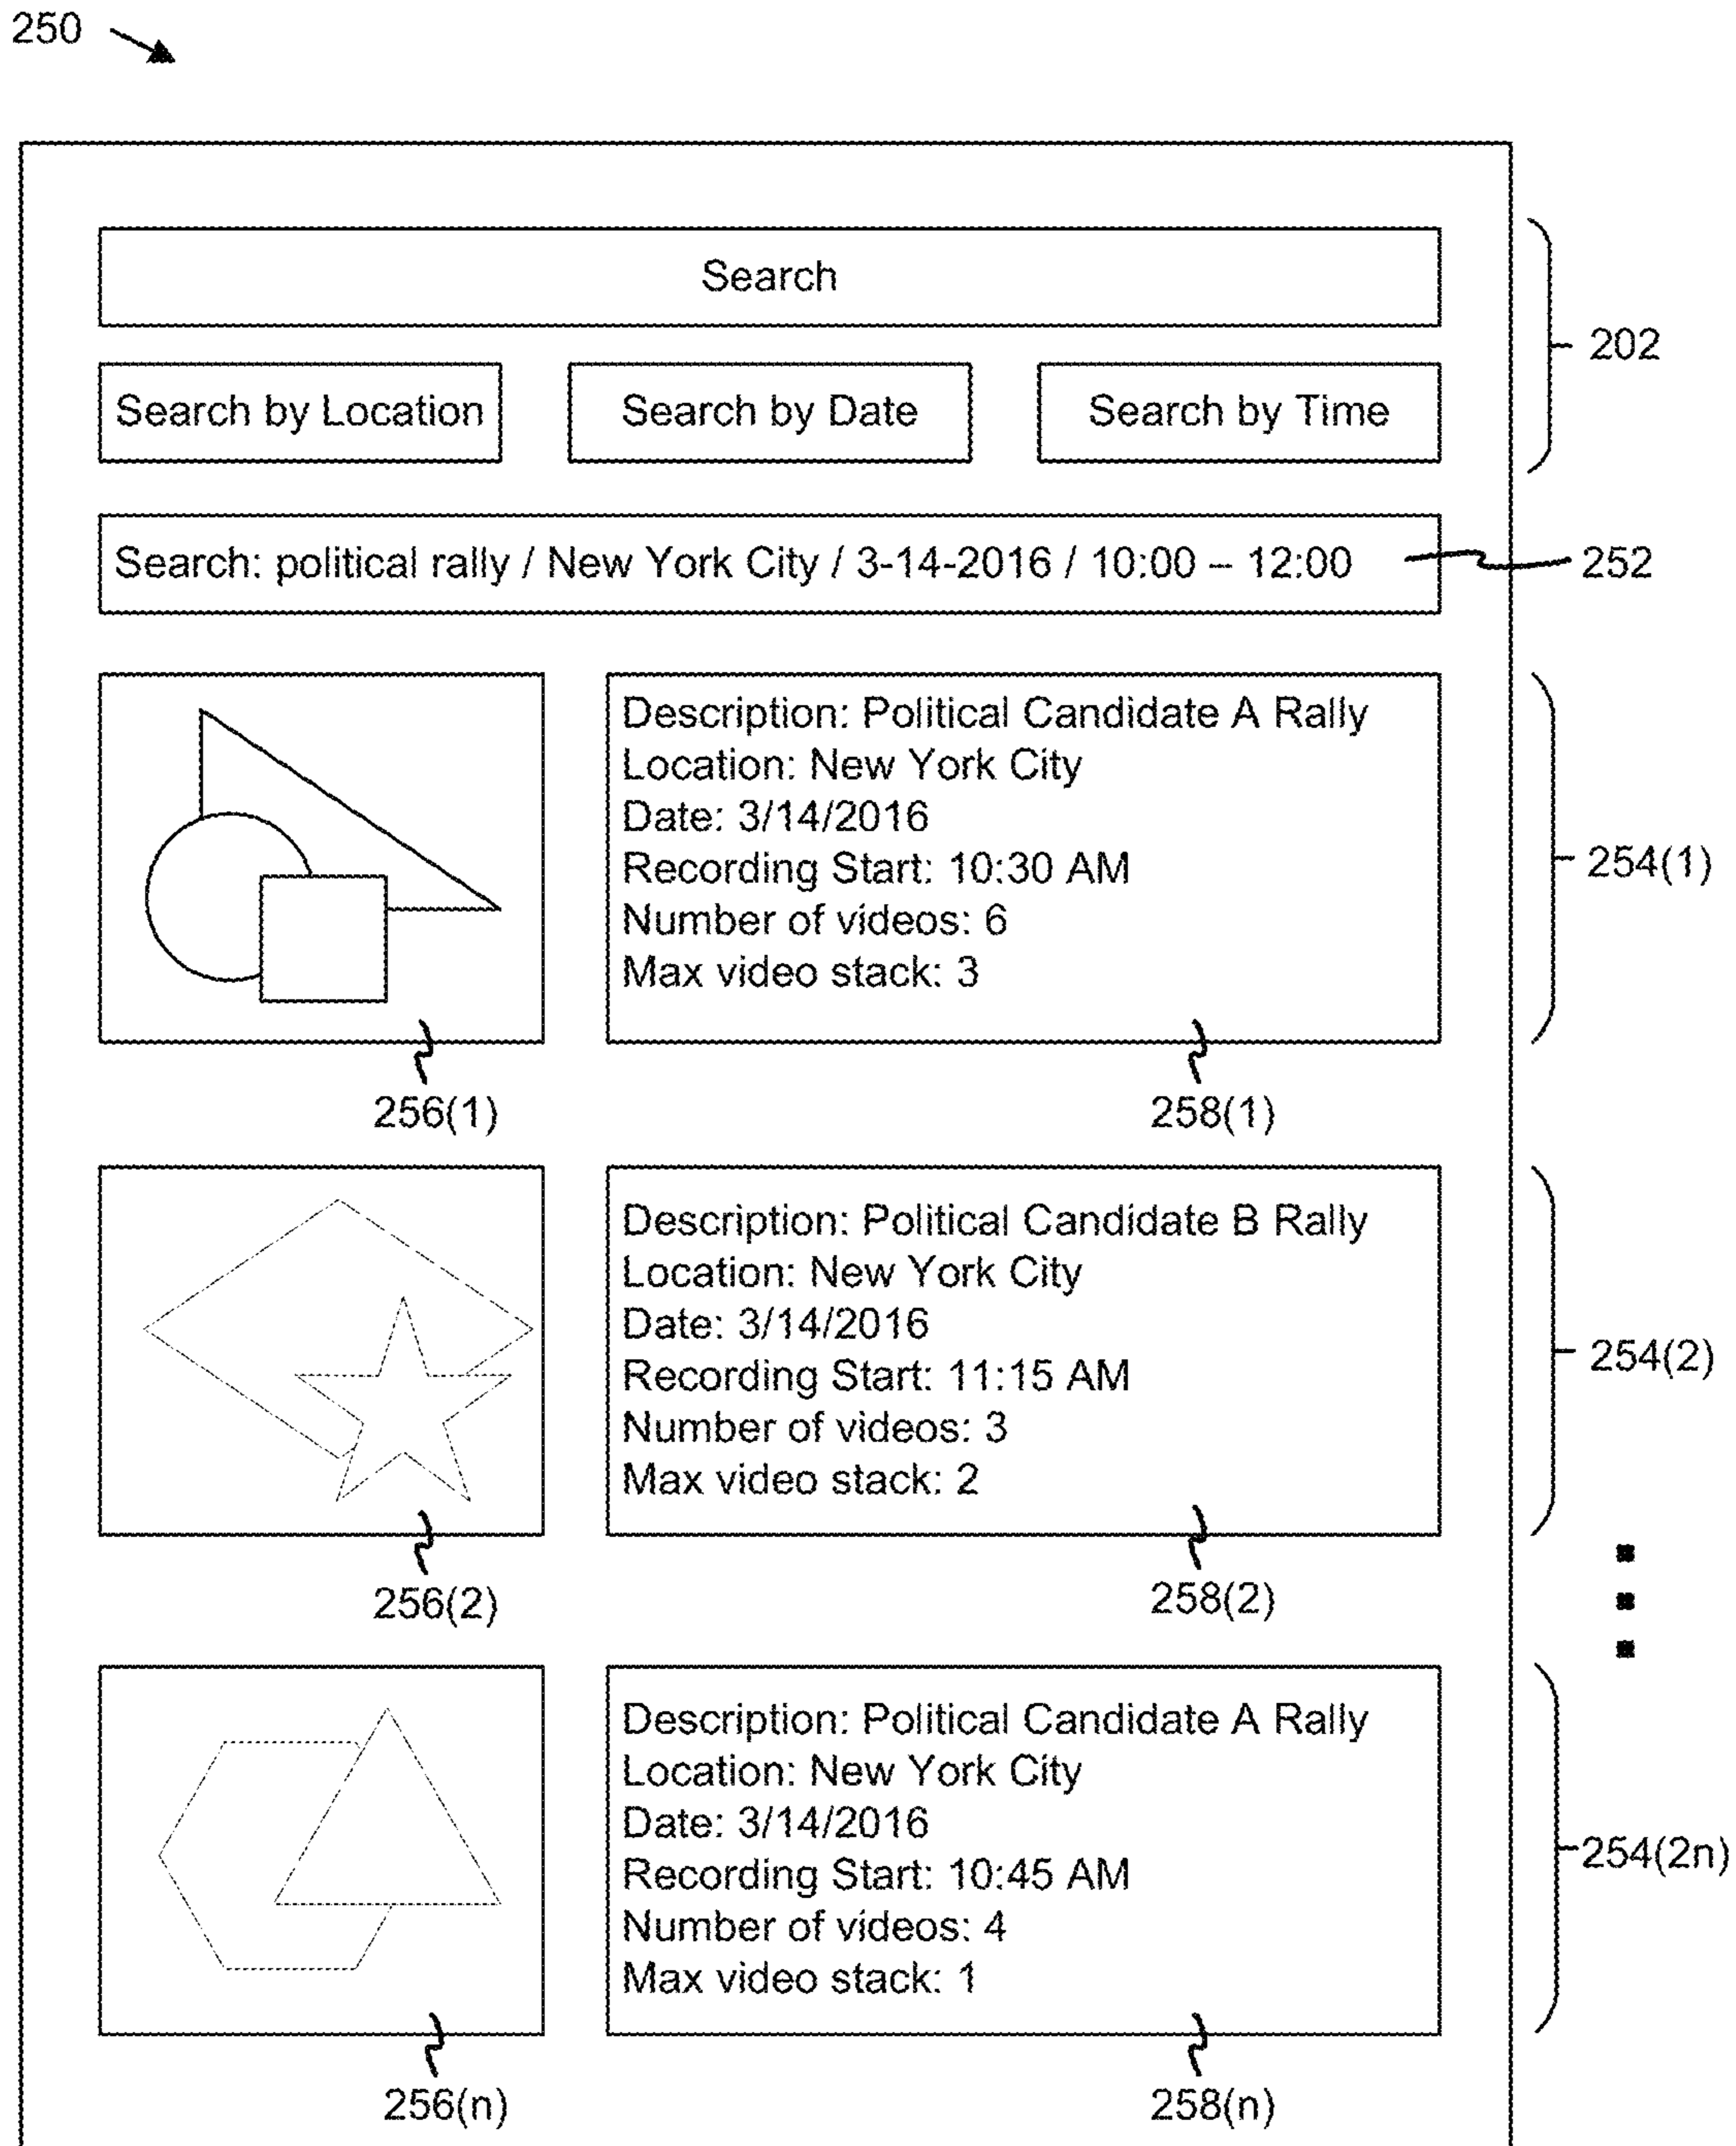 250
Search
202
Search by Location
Search by Date
Search by Time
Search: political rally / New York City / 3-14-2016 / 10:00 – 12:00
252
Description: Political Candidate A Rally
Location: New York City
Date: 3/14/2016
Recording Start: 10:30 AM
Number of videos: 6
Max video stack: 3
254(1)
256(1)
258(1)
Description: Political Candidate B Rally
Location: New York City
Date: 3/14/2016
Recording Start: 11:15 AM
Number of videos: 3
Max video stack: 2
254(2)
256(2)
258(2)
Description: Political Candidate A Rally
Location: New York City
Date: 3/14/2016
Recording Start: 10:45 AM
Number of videos: 4
Max video stack: 1
254(2n)
256(n)
258(n)